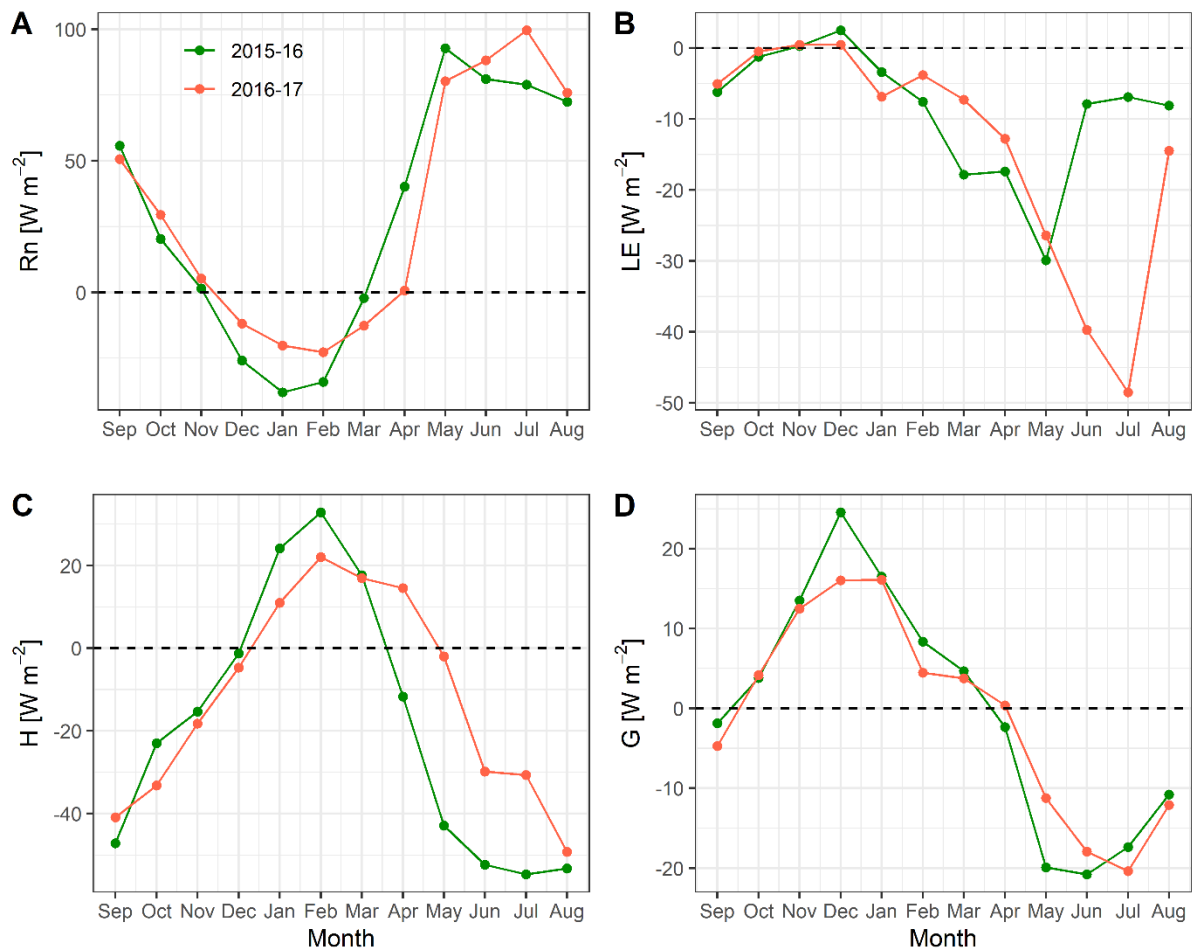 A
2015-16
2016-17
Rn [W m⁻²]
100
50
0
Sep Oct Nov Dec Jan Feb Mar Apr May Jun Jul Aug
B
LE [W m⁻²]
0
-10
-20
-30
-40
-50
Sep Oct Nov Dec Jan Feb Mar Apr May Jun Jul Aug
C
H [W m⁻²]
20
0
-20
-40
Sep Oct Nov Dec Jan Feb Mar Apr May Jun Jul Aug
Month
D
G [W m⁻²]
20
10
0
-10
-20
Sep Oct Nov Dec Jan Feb Mar Apr May Jun Jul Aug
Month